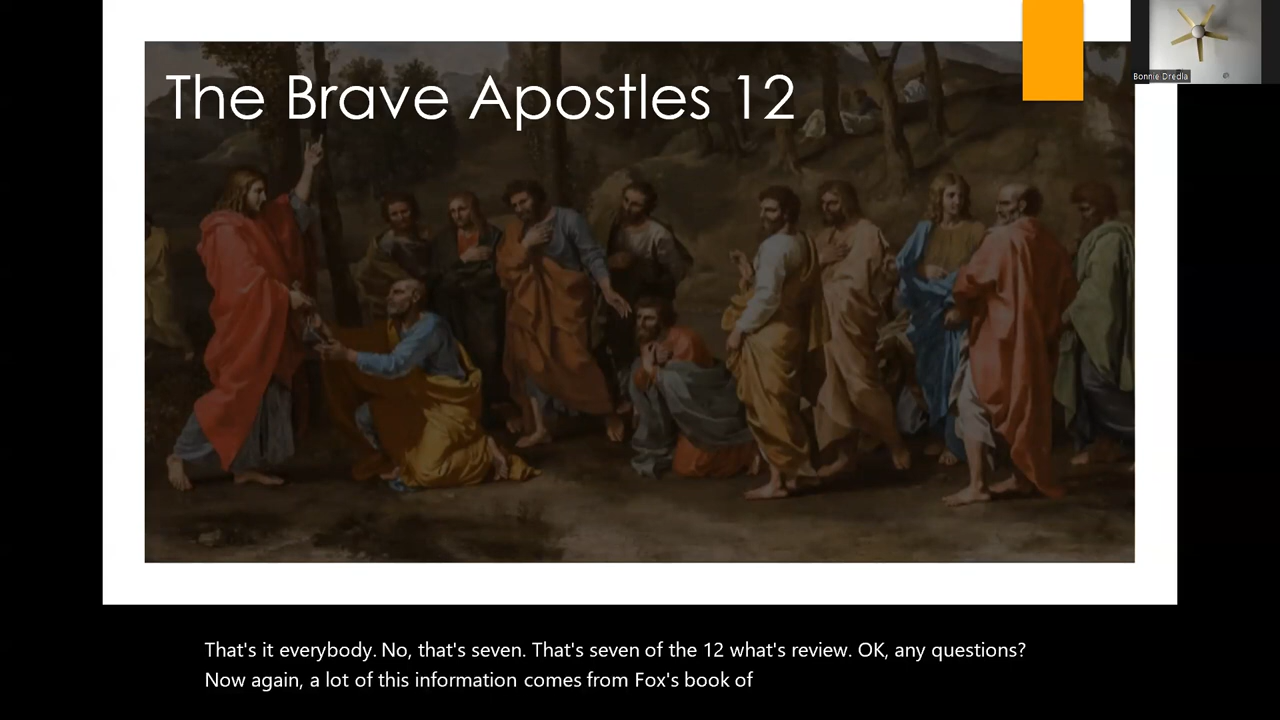 The Brave Apostles 12
Bonnie Dredla
That's it everybody. No, that's seven. That's seven of the 12 what's review. OK, any questions?
Now again, a lot of this information comes from Fox's book of